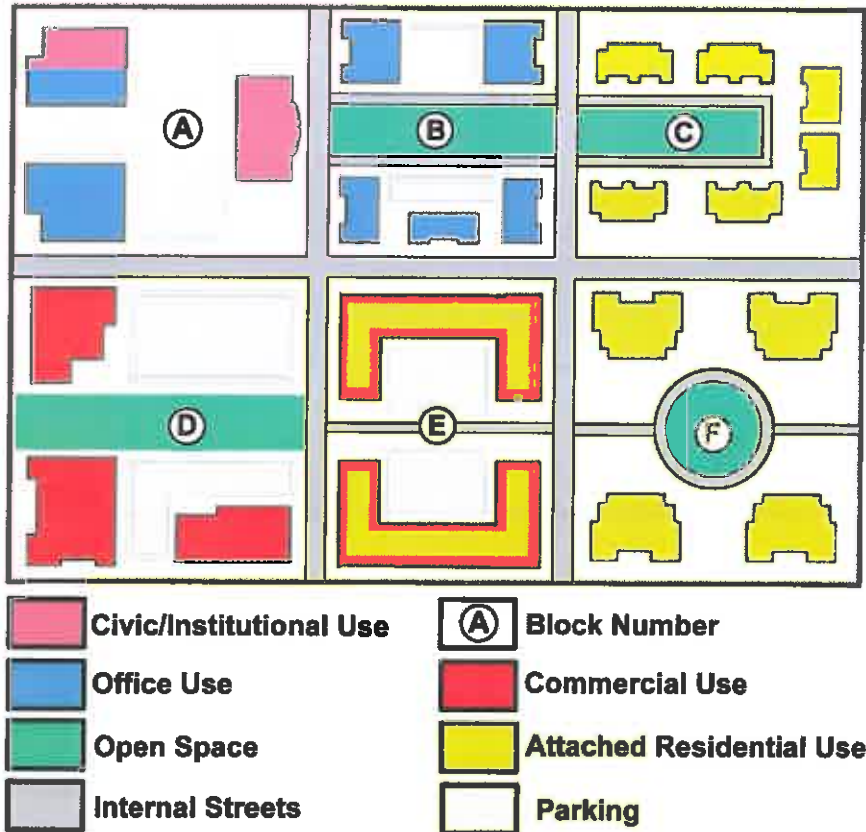 A
B
C
D
E
F
Civic/Institutional Use
A Block Number
Office Use
Commercial Use
Open Space
Attached Residential Use
Internal Streets
Parking